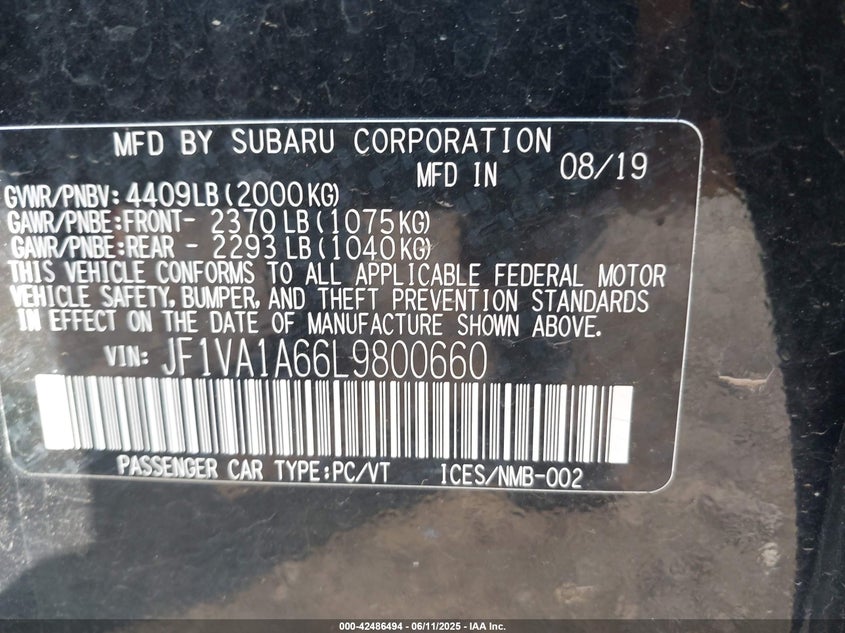 MFD BY SUBARU CORPORATION
MFD IN 08/19
GVWR/PNBV: 4409LB(2000KG)
GAWR/PNBE:FRONT- 2370 LB(1075KG)
GAWR/PNBE:REAR - 2293 LB(1040KG)
THIS VEHICLE CONFORMS TO ALL APPLICABLE FEDERAL MOTOR
VEHICLE SAFETY, BUMPER, AND THEFT PREVENTION STANDARDS
IN EFFECT ON THE DATE OF MANUFACTURE SHOWN ABOVE.
VIN: JF1VA1A66L9800660
PASSENGER CAR TYPE:PC/VT ICES/NMB-002
000-42486494 - 06/11/2025 - IAA Inc.